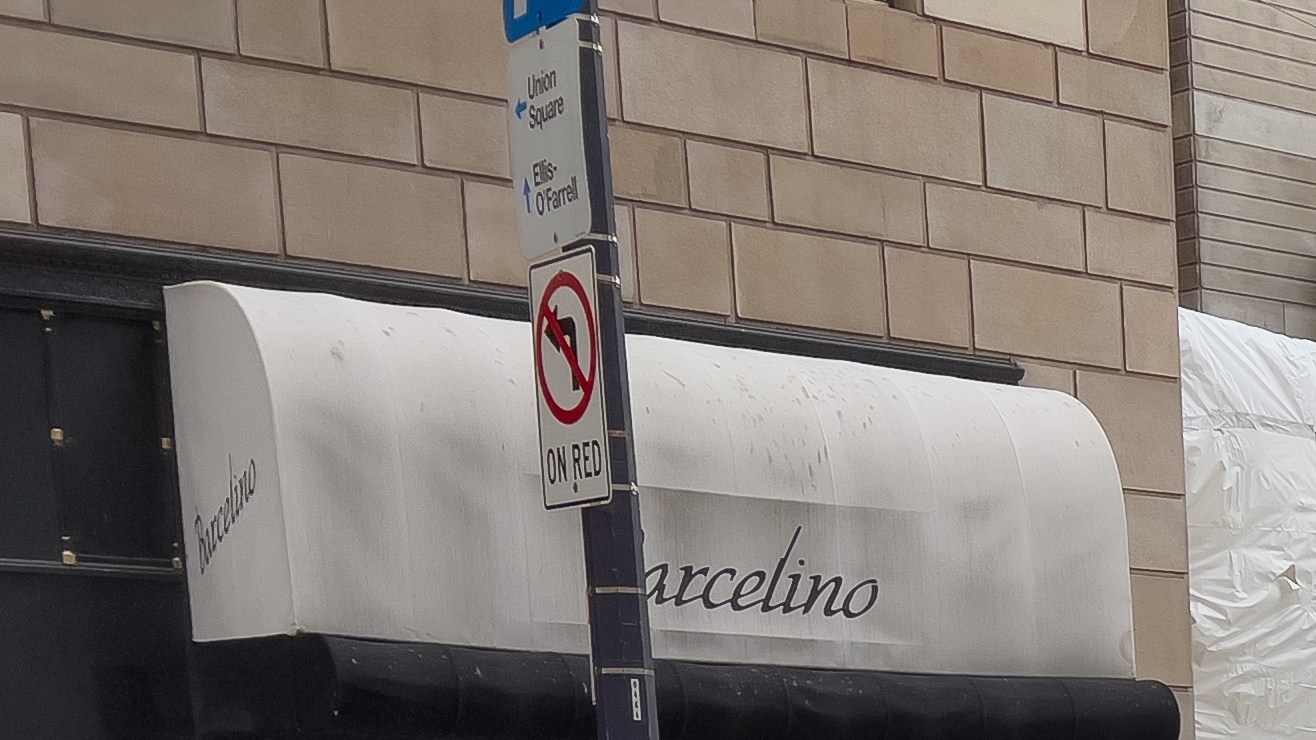 Union
Square
Ellis-
O'Farrell
ON RED
Barcelino
arcelino